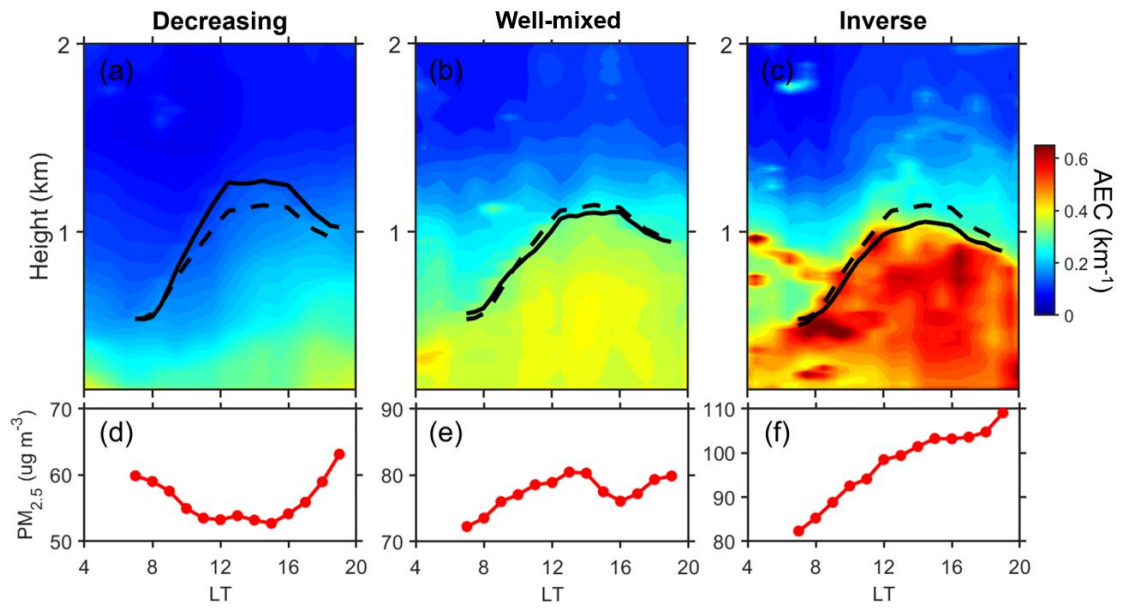 Decreasing Well-mixed Inverse
2 2 2
(a) (b) (c)
Height (km)
1 1 1
0.6
0.4
0.2
0
AEC (km-1)
70 90 110
(d) (e) (f)
PM2.5 (ug m-3)
100
60 80 90
50 70 80
4 8 12 16 20 4 8 12 16 20 4 8 12 16 20
LT LT LT